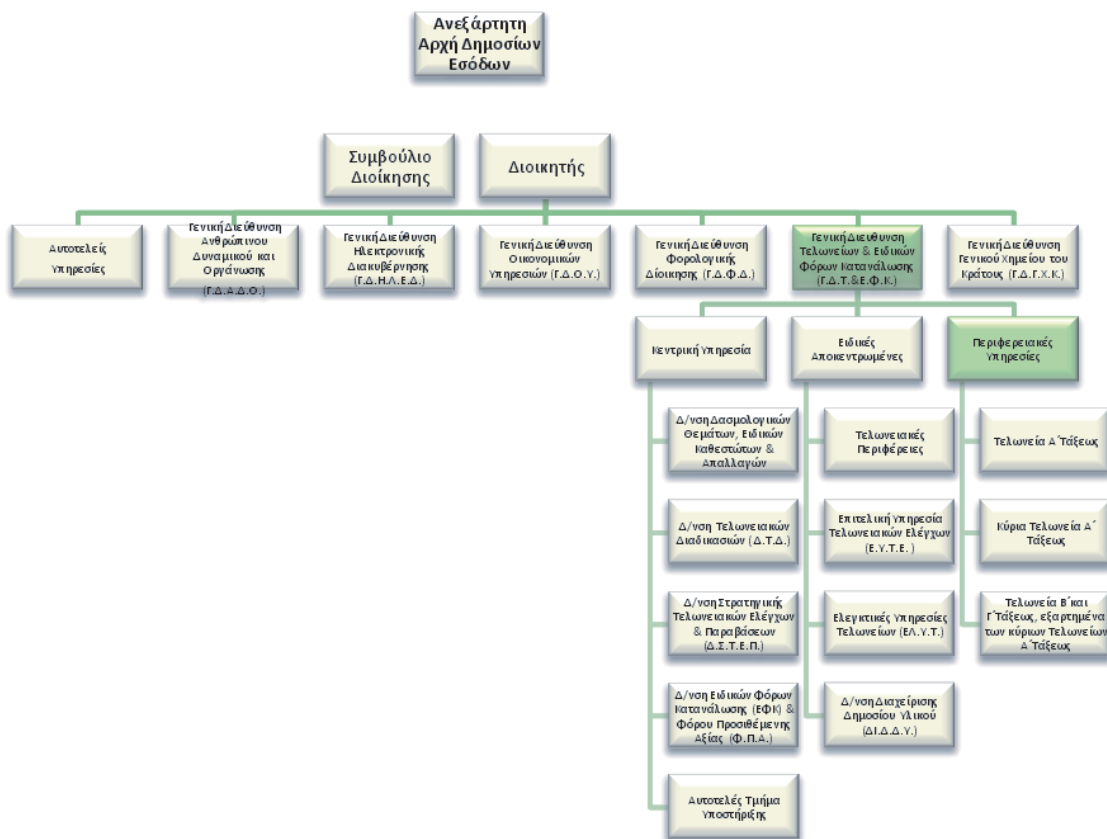 Ανεξάρτητη
Αρχή Δημοσίων
Εσόδων
Συμβούλιο
Διοίκησης
Διοικητής
Αυτοτελείς
Υπηρεσίες
Γενική Διεύθυνση
Ανθρώπινου
Δυναμικού και
Οργάνωσης
(Γ.Δ.Α.Δ.Ο.)
Γενική Διεύθυνση
Ηλεκτρονικής
Διακυβέρνησης
(Γ.Δ.Η.Λ.Ε.Δ.)
Γενική Διεύθυνση
Οικονομικών
Υπηρεσιών (Γ.Δ.Ο.Υ.)
Γενική Διεύθυνση
Φορολογικής
Δίοικησης (Γ.Δ.Φ.Δ.)
Γενική Διευθυνση
Τελωνείων & Ειδικών
Φόρων Κατανάλωσης
(Γ.Δ.Τ.&Ε.Φ.Κ.)
Γενική Διεύθυνση
Γενικού Χημείου του
Κράτους (Γ.Δ.Γ.Χ.Κ.)
Κεντρική Υπηρεσία
Ειδικές
Αποκεντρωμένες
Περιφερειακές
Υπηρεσίες
Δ/νση Δασμολογικών
Θεμάτων, Ειδικών
Καθεστώτων &
Απαλλαγών
Δ/νση Τελωνειακών
Διαδικασιών (Δ.Τ.Δ.)
Δ/νση Στρατηγικής
Τελωνειακών Ελέγχων
& Παραβάσεων
(Δ.Σ.Τ.Ε.Π.)
Δ/νση Ειδικών Φόρων
Κατανάλωσης (ΕΦΚ) &
Φόρου Προσιθέμενης
Αξίας (Φ.Π.Α.)
Αυτοτελές Τμήμα
Υποστήριξης
Τελωνειακές
Περιφέρειες
Επιτελική Υπηρεσία
Τελωνειακών Ελέγχων
(Ε.Υ.Τ.Ε. )
Ελεγκτικές Υπηρεσίες
Τελωνείων (ΕΛ.Υ.Τ.)
Δ/νση Διαχείρισης
Δημοσίου Υλικού
(ΔΙ.Δ.Δ.Υ.)
Τελωνεία Α΄Τάξεως
Κύρια Τελωνεία Α΄
Τάξεως
Τελωνεία Β΄και
Γ΄Τάξεως, εξαρτημένα
των κύριων Τελωνείων
Α΄Τάξεως